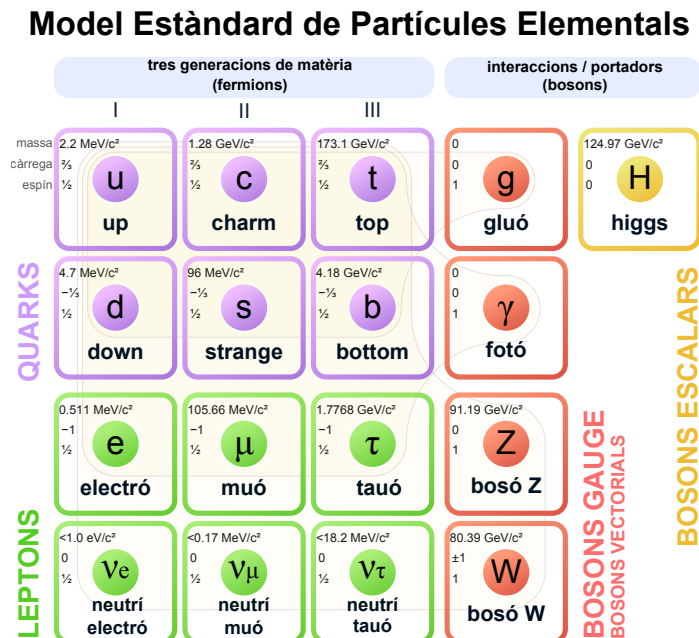 Model Estàndard de Partícules Elementals
tres generacions de matèria
(fermions)
interaccions / portadors
(bosons)
I
II
III
massa
càrrega
espín
2.2 MeV/c²
⅔
½
u
up
1.28 GeV/c²
⅔
½
c
charm
173.1 GeV/c²
⅔
½
t
top
0
0
1
g
gluó
124.97 GeV/c²
0
0
H
higgs
QUARKS
4.7 MeV/c²
−⅓
½
d
down
96 MeV/c²
−⅓
½
s
strange
4.18 GeV/c²
−⅓
½
b
bottom
0
0
1
γ
fotó
BOSONS ESCALARS
LEPTONS
0.511 MeV/c²
−1
½
e
electró
105.66 MeV/c²
−1
½
μ
muó
1.7768 GeV/c²
−1
½
τ
tauó
91.19 GeV/c²
0
1
Z
bosó Z
BOSONS GAUGE
BOSONS VECTORIALS
<1.0 eV/c²
0
½
νe
neutrí
electró
<0.17 MeV/c²
0
½
νμ
neutrí
muó
<18.2 MeV/c²
0
½
ντ
neutrí
tauó
80.39 GeV/c²
±1
1
W
bosó W